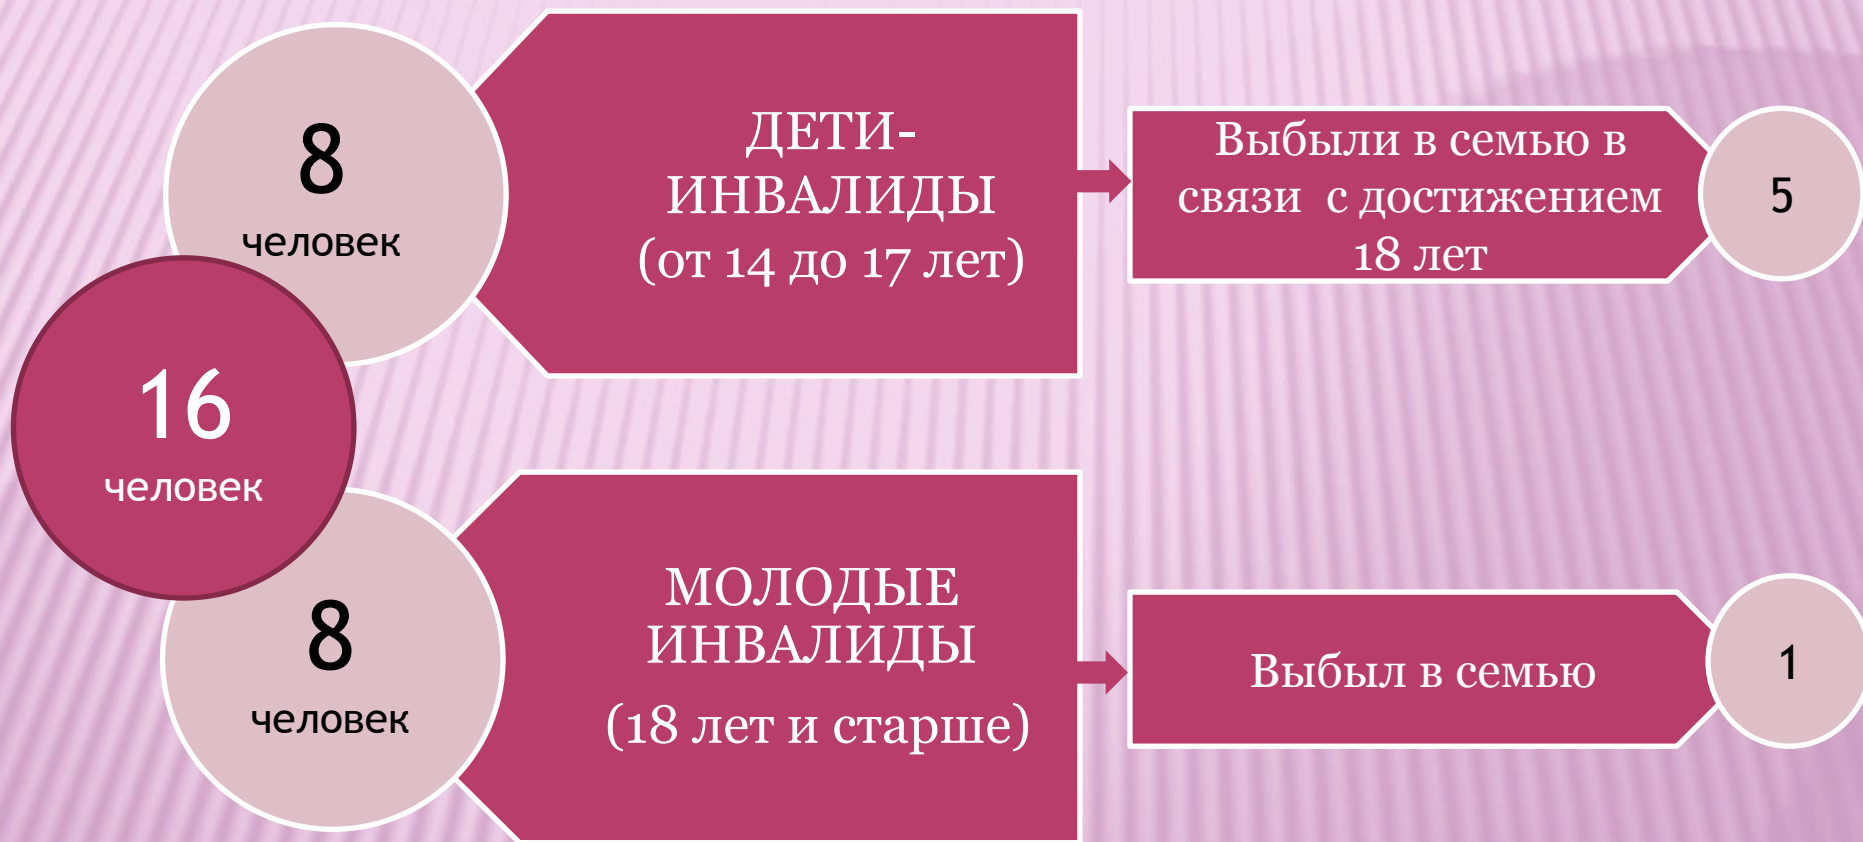 8
человек
ДЕТИ-
ИНВАЛИДЫ
(от 14 до 17 лет)
Выбыли в семью в
связи с достижением
18 лет
5
16
человек
8
человек
МОЛОДЫЕ
ИНВАЛИДЫ
(18 лет и старше)
Выбыл в семью
1